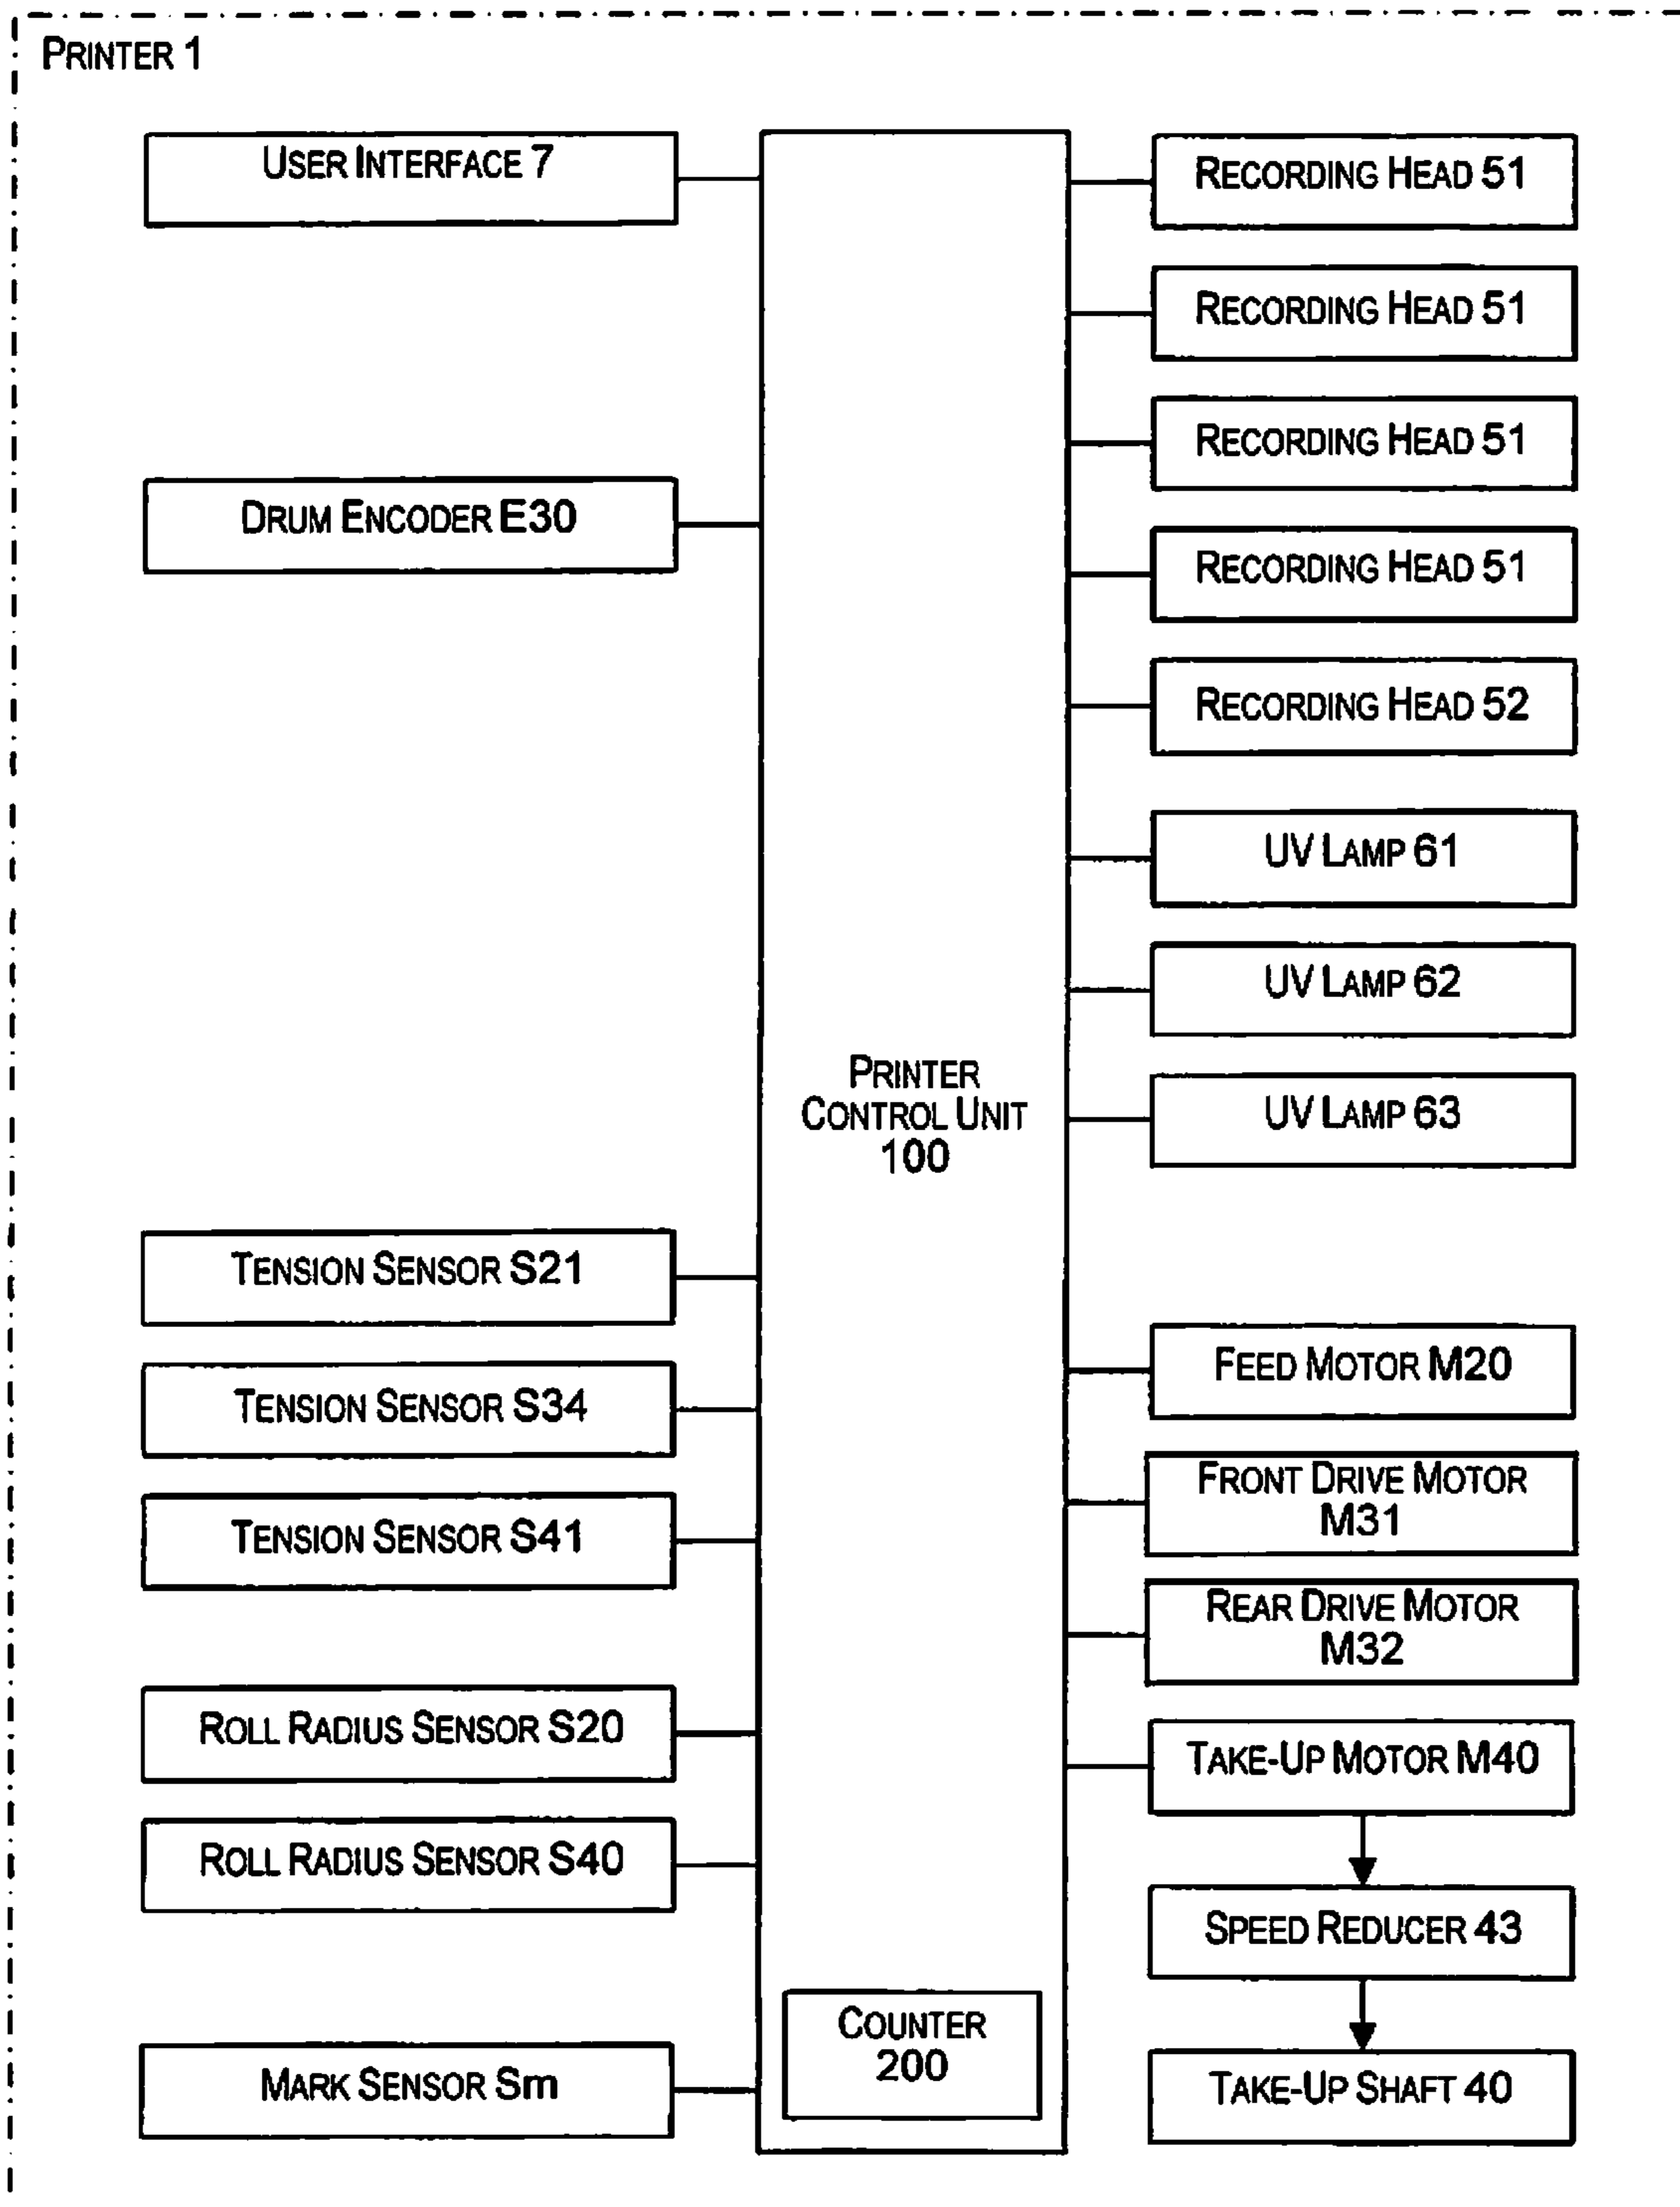 PRINTER 1
USER INTERFACE 7
DRUM ENCODER E30
TENSION SENSOR S21
TENSION SENSOR S34
TENSION SENSOR S41
ROLL RADIUS SENSOR S20
ROLL RADIUS SENSOR S40
MARK SENSOR Sm
PRINTER
CONTROL UNIT
100
COUNTER
200
RECORDING HEAD 51
RECORDING HEAD 51
RECORDING HEAD 51
RECORDING HEAD 51
RECORDING HEAD 52
UV LAMP 61
UV LAMP 62
UV LAMP 63
FEED MOTOR M20
FRONT DRIVE MOTOR
M31
REAR DRIVE MOTOR
M32
TAKE-UP MOTOR M40
SPEED REDUCER 43
TAKE-UP SHAFT 40